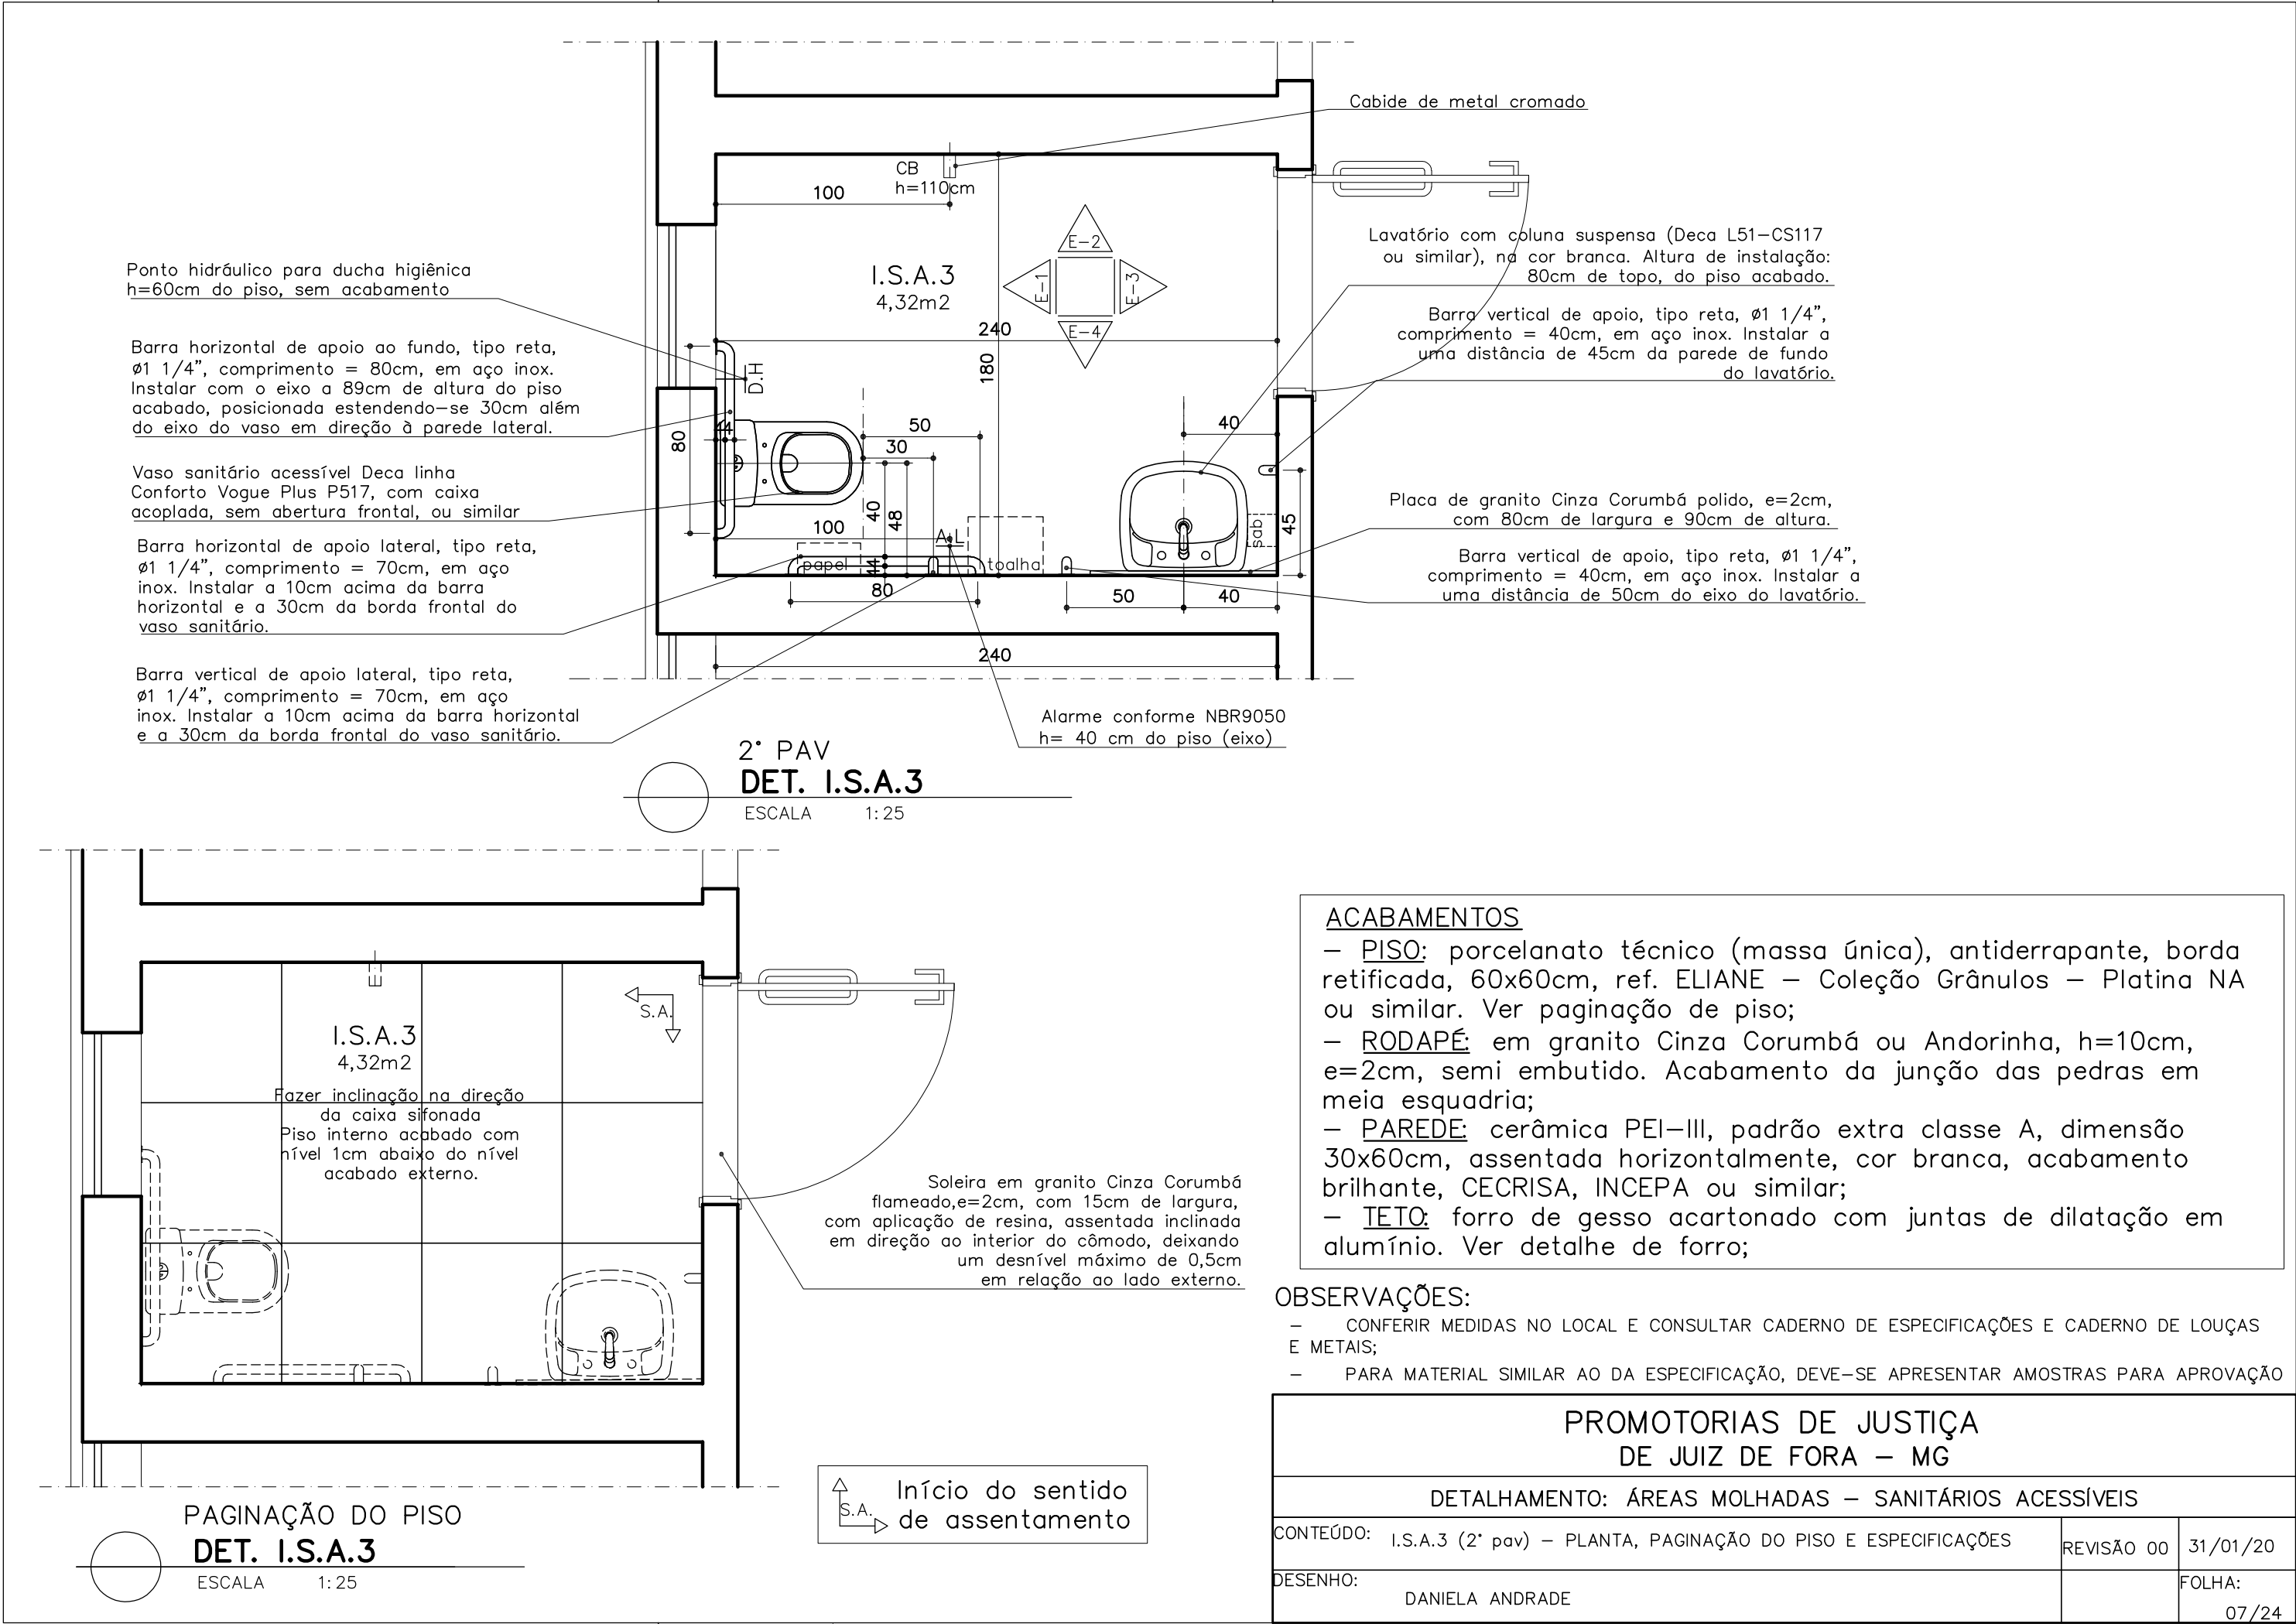 Cabide de metal cromado
CB
h=110cm
100
Lavatório com coluna suspensa (Deca L51-CS117
ou similar), na cor branca. Altura de instalação:
80cm de topo, do piso acabado.
E-2
E-1
E-3
E-4
I.S.A.3
4,32m2
Ponto hidráulico para ducha higiênica
h=60cm do piso, sem acabamento
Barra vertical de apoio, tipo reta, ø1 1/4”,
comprimento = 40cm, em aço inox. Instalar a
uma distância de 45cm da parede de fundo
do lavatório.
240
180
Barra horizontal de apoio ao fundo, tipo reta,
ø1 1/4”, comprimento = 80cm, em aço inox.
Instalar com o eixo a 89cm de altura do piso
acabado, posicionada estendendo-se 30cm além
do eixo do vaso em direção à parede lateral.
D.H
80
50
30
40
Vaso sanitário acessível Deca linha
Conforto Vogue Plus P517, com caixa
acoplada, sem abertura frontal, ou similar
40
48
100
A.L
papel
toalha
sab
45
Placa de granito Cinza Corumbá polido, e=2cm,
com 80cm de largura e 90cm de altura.
Barra horizontal de apoio lateral, tipo reta,
ø1 1/4”, comprimento = 70cm, em aço
inox. Instalar a 10cm acima da barra
horizontal e a 30cm da borda frontal do
vaso sanitário.
Barra vertical de apoio, tipo reta, ø1 1/4”,
comprimento = 40cm, em aço inox. Instalar a
uma distância de 50cm do eixo do lavatório.
80
50
40
240
Barra vertical de apoio lateral, tipo reta,
ø1 1/4”, comprimento = 70cm, em aço
inox. Instalar a 10cm acima da barra horizontal
e a 30cm da borda frontal do vaso sanitário.
Alarme conforme NBR9050
h= 40 cm do piso (eixo)
2° PAV
DET. I.S.A.3
ESCALA 1:25
S.A.
I.S.A.3
4,32m2
Fazer inclinação na direção
da caixa sifonada
Piso interno acabado com
nível 1cm abaixo do nível
acabado externo.
Soleira em granito Cinza Corumbá
flameado,e=2cm, com 15cm de largura,
com aplicação de resina, assentada inclinada
em direção ao interior do cômodo, deixando
um desnível máximo de 0,5cm
em relação ao lado externo.
PAGINAÇÃO DO PISO
DET. I.S.A.3
ESCALA 1:25
S.A.
Início do sentido
de assentamento
ACABAMENTOS
- PISO: porcelanato técnico (massa única), antiderrapante, borda
retificada, 60x60cm, ref. ELIANE - Coleção Grânulos - Platina NA
ou similar. Ver paginação de piso;
- RODAPÉ: em granito Cinza Corumbá ou Andorinha, h=10cm,
e=2cm, semi embutido. Acabamento da junção das pedras em
meia esquadria;
- PAREDE: cerâmica PEI-III, padrão extra classe A, dimensão
30x60cm, assentada horizontalmente, cor branca, acabamento
brilhante, CECRISA, INCEPA ou similar;
- TETO: forro de gesso acartonado com juntas de dilatação em
alumínio. Ver detalhe de forro;
OBSERVAÇÕES:
- CONFERIR MEDIDAS NO LOCAL E CONSULTAR CADERNO DE ESPECIFICAÇÕES E CADERNO DE LOUÇAS
E METAIS;
- PARA MATERIAL SIMILAR AO DA ESPECIFICAÇÃO, DEVE-SE APRESENTAR AMOSTRAS PARA APROVAÇÃO
PROMOTORIAS DE JUSTIÇA
DE JUIZ DE FORA - MG
DETALHAMENTO: ÁREAS MOLHADAS - SANITÁRIOS ACESSÍVEIS
CONTEÚDO: I.S.A.3 (2° pav) - PLANTA, PAGINAÇÃO DO PISO E ESPECIFICAÇÕES
REVISÃO 00
31/01/20
DESENHO: DANIELA ANDRADE
FOLHA:
07/24